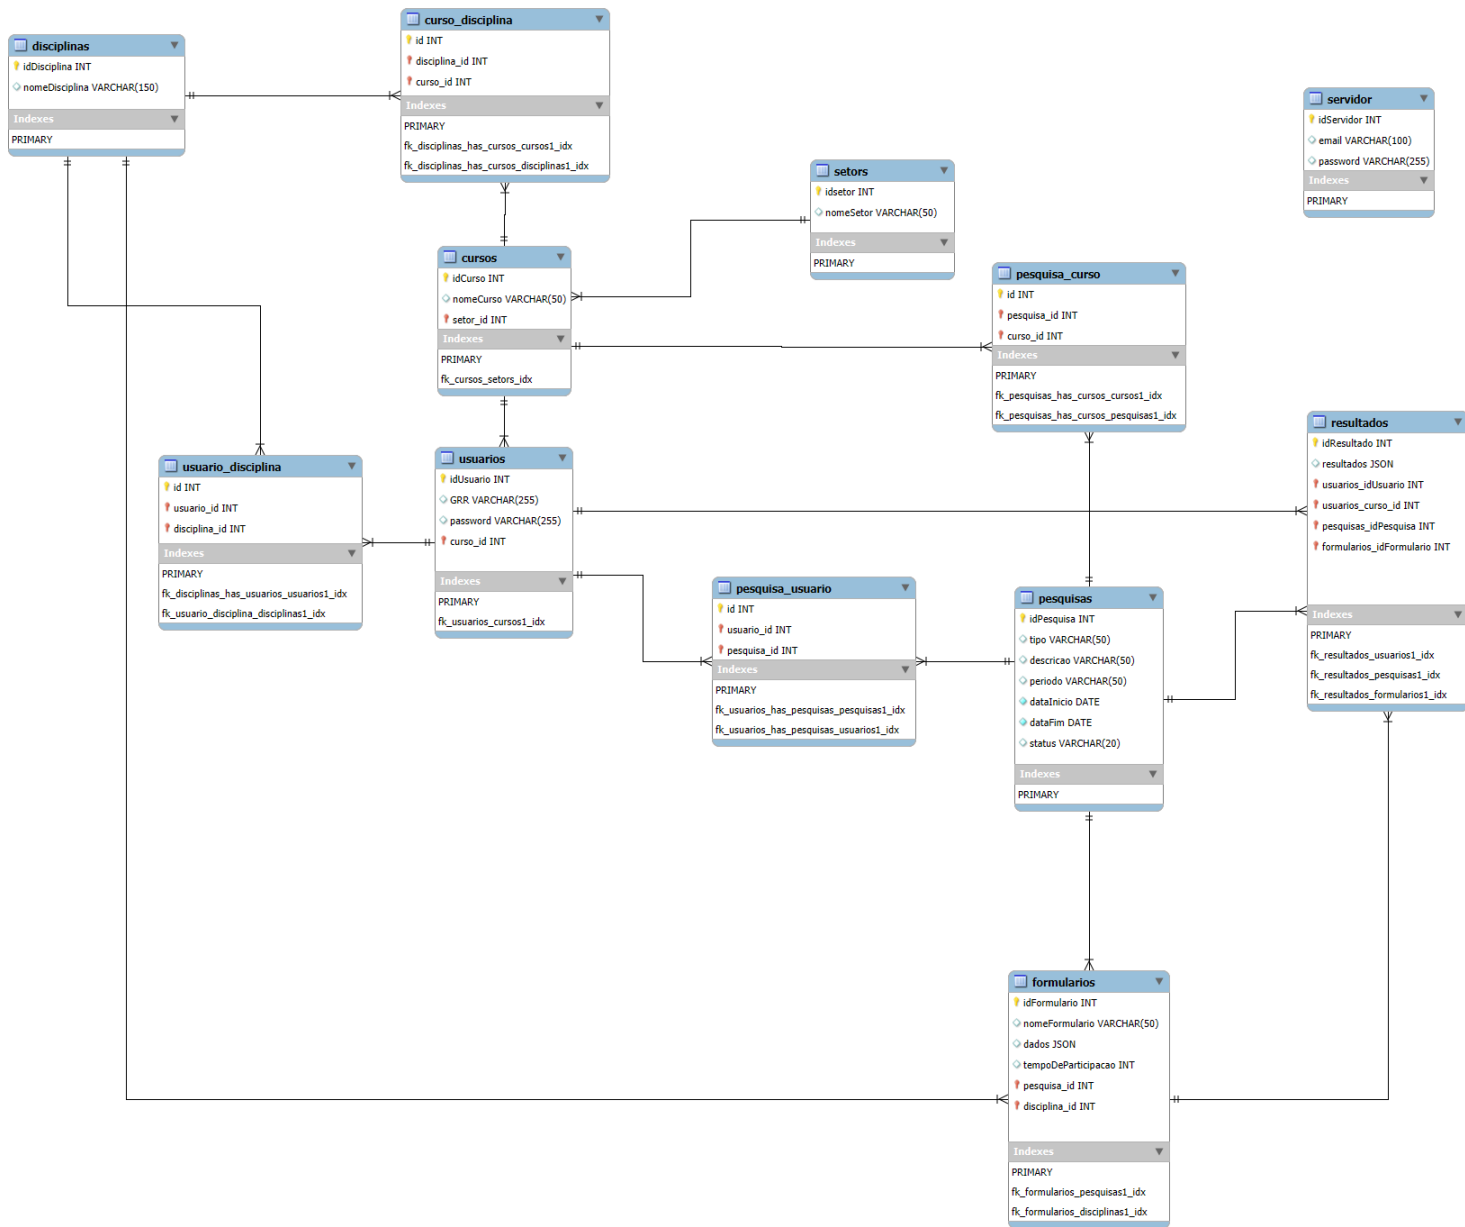 disciplinas
idDisciplina INT
nomeDisciplina VARCHAR(150)
Indexes
PRIMARY
curso_disciplina
id INT
disciplina_id INT
curso_id INT
Indexes
PRIMARY
fk_disciplinas_has_cursos_cursos1_idx
fk_disciplinas_has_cursos_disciplinas1_idx
servidor
idServidor INT
email VARCHAR(100)
password VARCHAR(255)
Indexes
PRIMARY
setors
idsetor INT
nomeSetor VARCHAR(50)
Indexes
PRIMARY
cursos
idCurso INT
nomeCurso VARCHAR(50)
setor_id INT
Indexes
PRIMARY
fk_cursos_setors_idx
pesquisa_curso
id INT
pesquisa_id INT
curso_id INT
Indexes
PRIMARY
fk_pesquisas_has_cursos_cursos1_idx
fk_pesquisas_has_cursos_pesquisas1_idx
usuario_disciplina
id INT
usuario_id INT
disciplina_id INT
Indexes
PRIMARY
fk_disciplinas_has_usuarios_usuarios1_idx
fk_usuario_disciplina_disciplinas1_idx
usuarios
idUsuario INT
GRR VARCHAR(255)
password VARCHAR(255)
curso_id INT
Indexes
PRIMARY
fk_usuarios_cursos1_idx
resultados
idResultado INT
resultados JSON
usuarios_idUsuario INT
usuarios_curso_id INT
pesquisas_idPesquisa INT
formularios_idFormulario INT
Indexes
PRIMARY
fk_resultados_usuarios1_idx
fk_resultados_pesquisas1_idx
fk_resultados_formularios1_idx
pesquisa_usuario
id INT
usuario_id INT
pesquisa_id INT
Indexes
PRIMARY
fk_usuarios_has_pesquisas_pesquisas1_idx
fk_usuarios_has_pesquisas_usuarios1_idx
pesquisas
idPesquisa INT
tipo VARCHAR(50)
descricao VARCHAR(50)
periodo VARCHAR(50)
dataInicio DATE
dataFim DATE
status VARCHAR(20)
Indexes
PRIMARY
formularios
idFormulario INT
nomeFormulario VARCHAR(50)
dados JSON
tempoDeParticipacao INT
pesquisa_id INT
disciplina_id INT
Indexes
PRIMARY
fk_formularios_pesquisas1_idx
fk_formularios_disciplinas1_idx